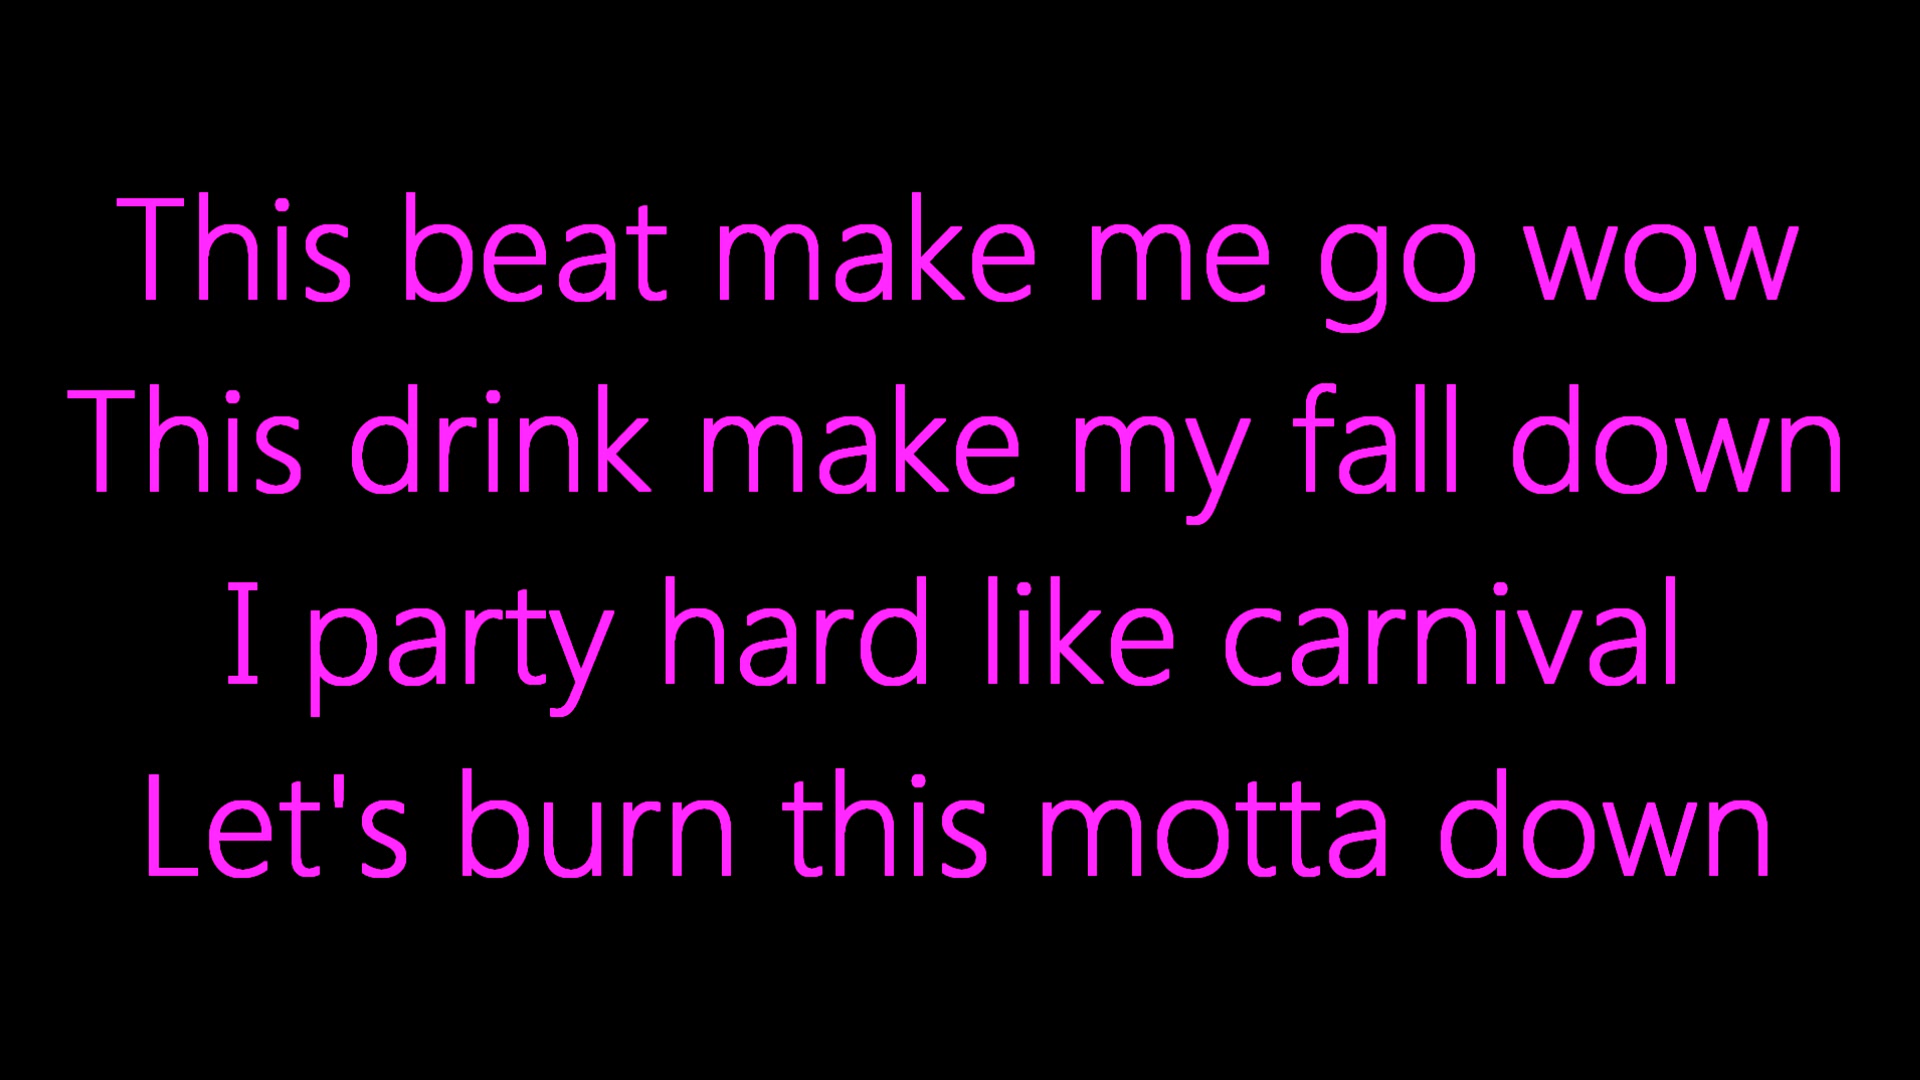 This beat make me go wow
This drink make my fall down
I party hard like carnival
Let's burn this motta down